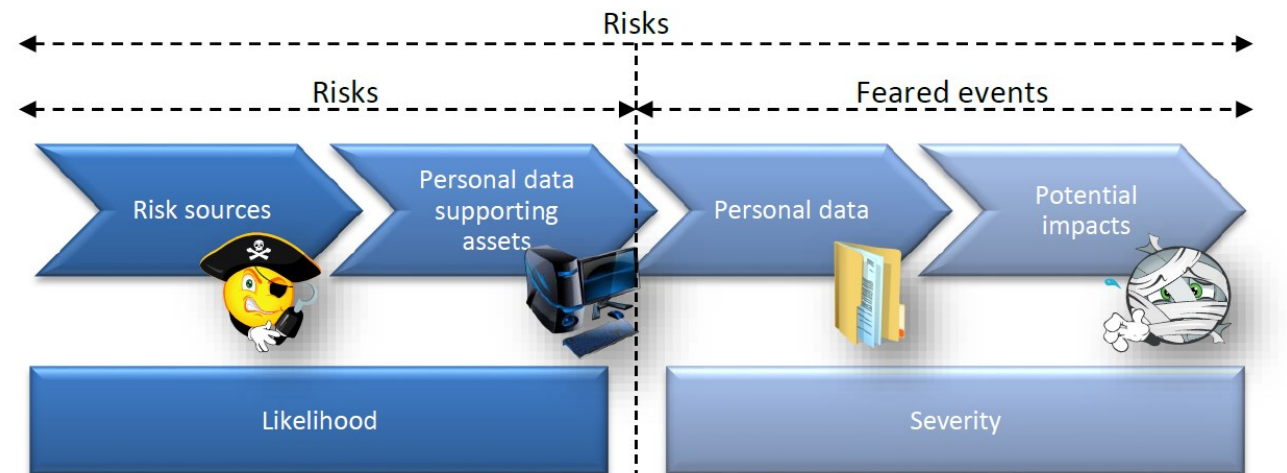 Risks
Risks
Feared events
Risk sources
Personal data
supporting
assets
Personal data
Potential
impacts
Likelihood
Severity